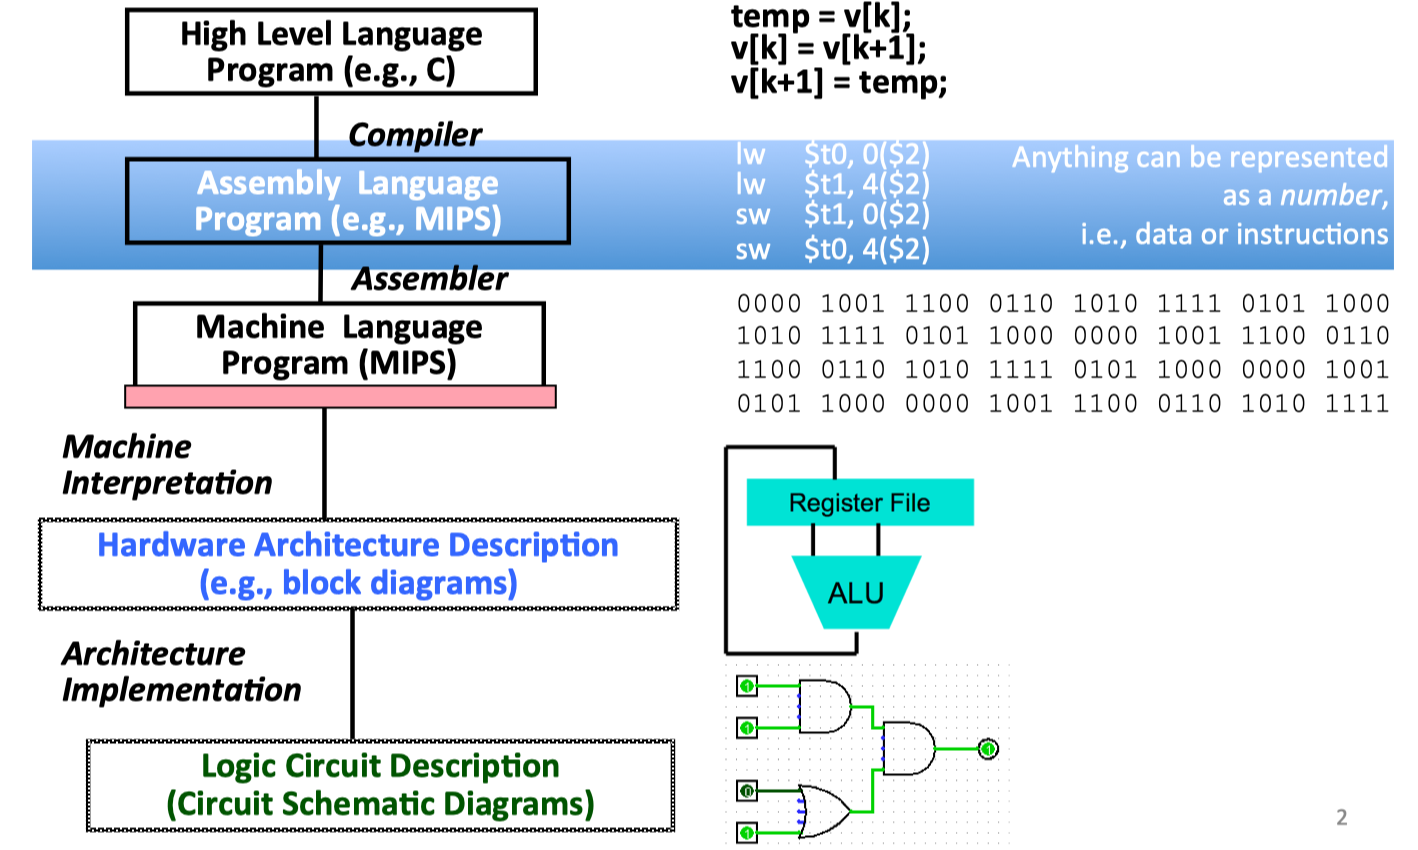 High Level Language
Program (e.g., C)
temp = v[k];
v[k] = v[k+1];
v[k+1] = temp;
Compiler
Assembly Language
Program (e.g., MIPS)
lw $t0, 0($2)
lw $t1, 4($2)
sw $t1, 0($2)
sw $t0, 4($2)
Anything can be represented
as a number,
i.e., data or instructions
Assembler
Machine Language
Program (MIPS)
0000 1001 1100 0110 1010 1111 0101 1000
1010 1111 0101 1000 0000 1001 1100 0110
1100 0110 1010 1111 0101 1000 0000 1001
0101 1000 0000 1001 1100 0110 1010 1111
Machine
Interpretation
Register File
ALU
Hardware Architecture Description
(e.g., block diagrams)
Architecture
Implementation
1
1
0
1
1
Logic Circuit Description
(Circuit Schematic Diagrams)
2